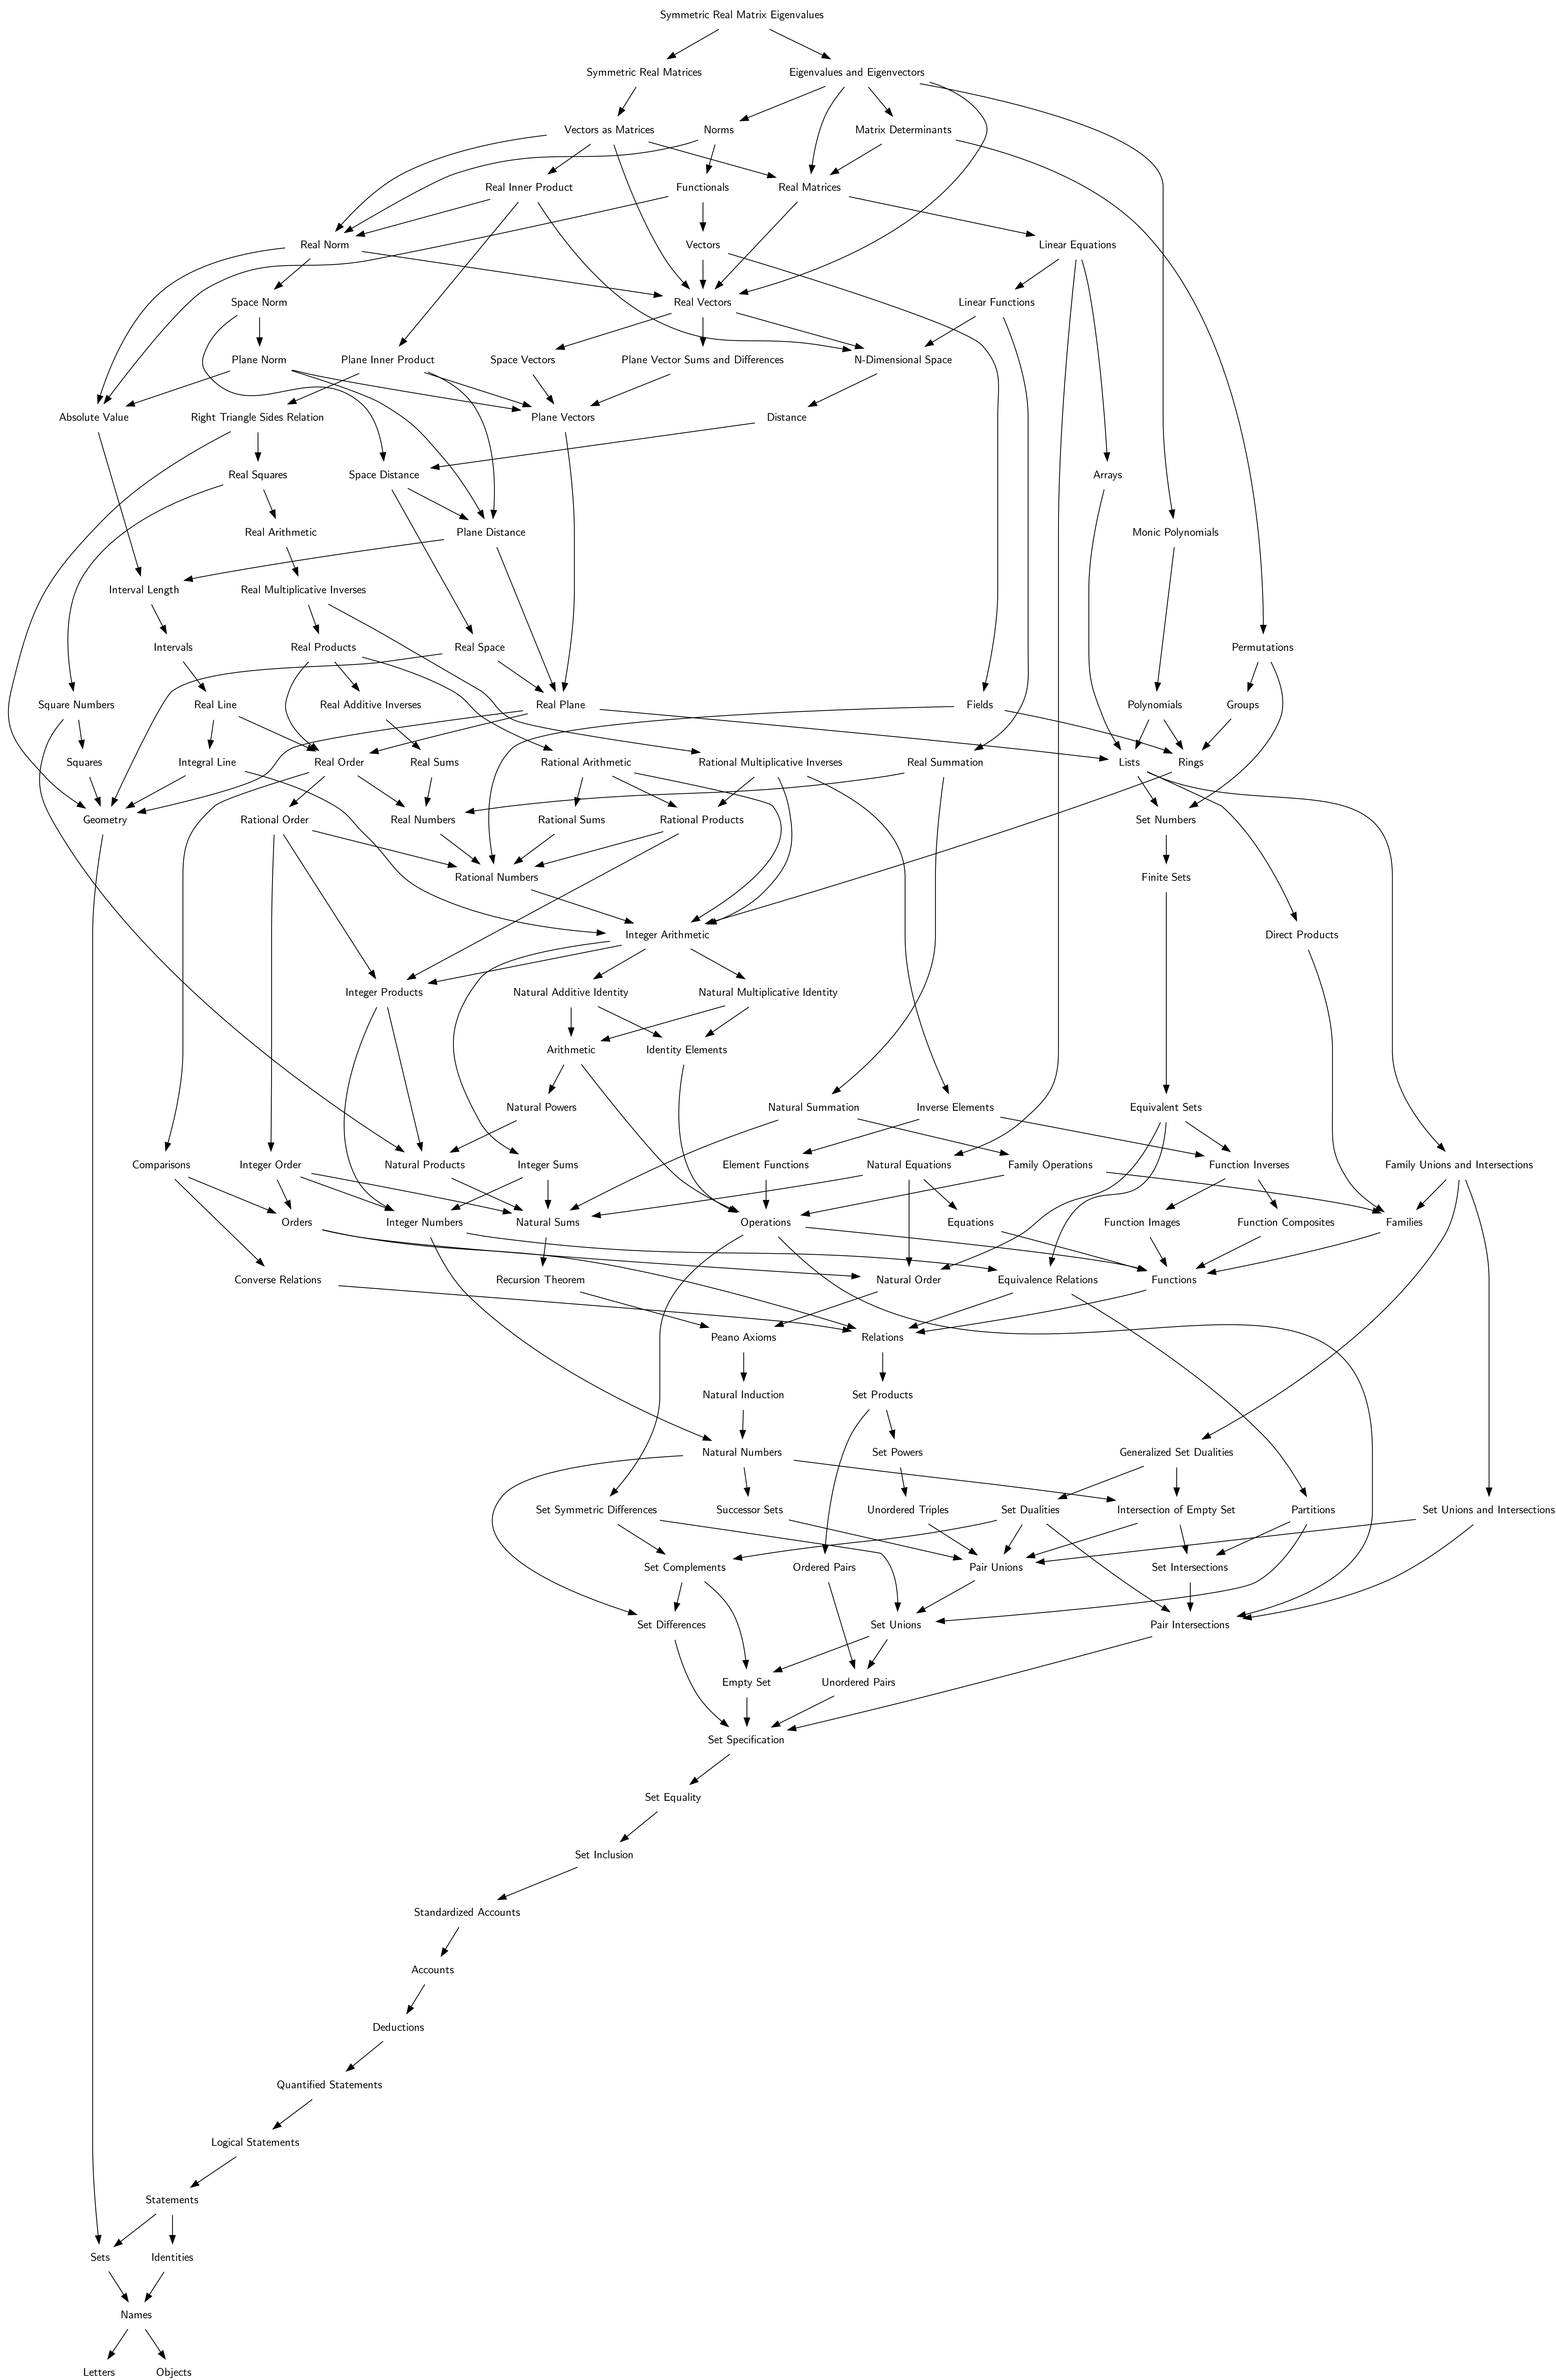 Symmetric Real Matrix Eigenvalues
Symmetric Real Matrices
Eigenvalues and Eigenvectors
Vectors as Matrices
Norms
Matrix Determinants
Real Inner Product
Functionals
Real Matrices
Real Norm
Vectors
Linear Equations
Space Norm
Real Vectors
Linear Functions
Plane Norm
Plane Inner Product
Space Vectors
Plane Vector Sums and Differences
N-Dimensional Space
Absolute Value
Right Triangle Sides Relation
Plane Vectors
Distance
Real Squares
Space Distance
Arrays
Real Arithmetic
Plane Distance
Monic Polynomials
Interval Length
Real Multiplicative Inverses
Intervals
Real Products
Real Space
Permutations
Square Numbers
Real Line
Real Additive Inverses
Real Plane
Fields
Polynomials
Groups
Squares
Integral Line
Real Order
Real Sums
Rational Arithmetic
Rational Multiplicative Inverses
Real Summation
Lists
Rings
Geometry
Rational Order
Real Numbers
Rational Sums
Rational Products
Set Numbers
Rational Numbers
Finite Sets
Integer Arithmetic
Direct Products
Integer Products
Natural Additive Identity
Natural Multiplicative Identity
Arithmetic
Identity Elements
Natural Powers
Natural Summation
Inverse Elements
Equivalent Sets
Comparisons
Integer Order
Natural Products
Integer Sums
Element Functions
Natural Equations
Family Operations
Function Inverses
Family Unions and Intersections
Orders
Integer Numbers
Natural Sums
Operations
Equations
Function Images
Function Composites
Families
Converse Relations
Recursion Theorem
Natural Order
Equivalence Relations
Functions
Peano Axioms
Relations
Natural Induction
Set Products
Natural Numbers
Set Powers
Generalized Set Dualities
Set Symmetric Differences
Successor Sets
Unordered Triples
Set Dualities
Intersection of Empty Set
Partitions
Set Unions and Intersections
Set Complements
Ordered Pairs
Pair Unions
Set Intersections
Set Differences
Set Unions
Pair Intersections
Empty Set
Unordered Pairs
Set Specification
Set Equality
Set Inclusion
Standardized Accounts
Accounts
Deductions
Quantified Statements
Logical Statements
Statements
Sets
Identities
Names
Letters
Objects